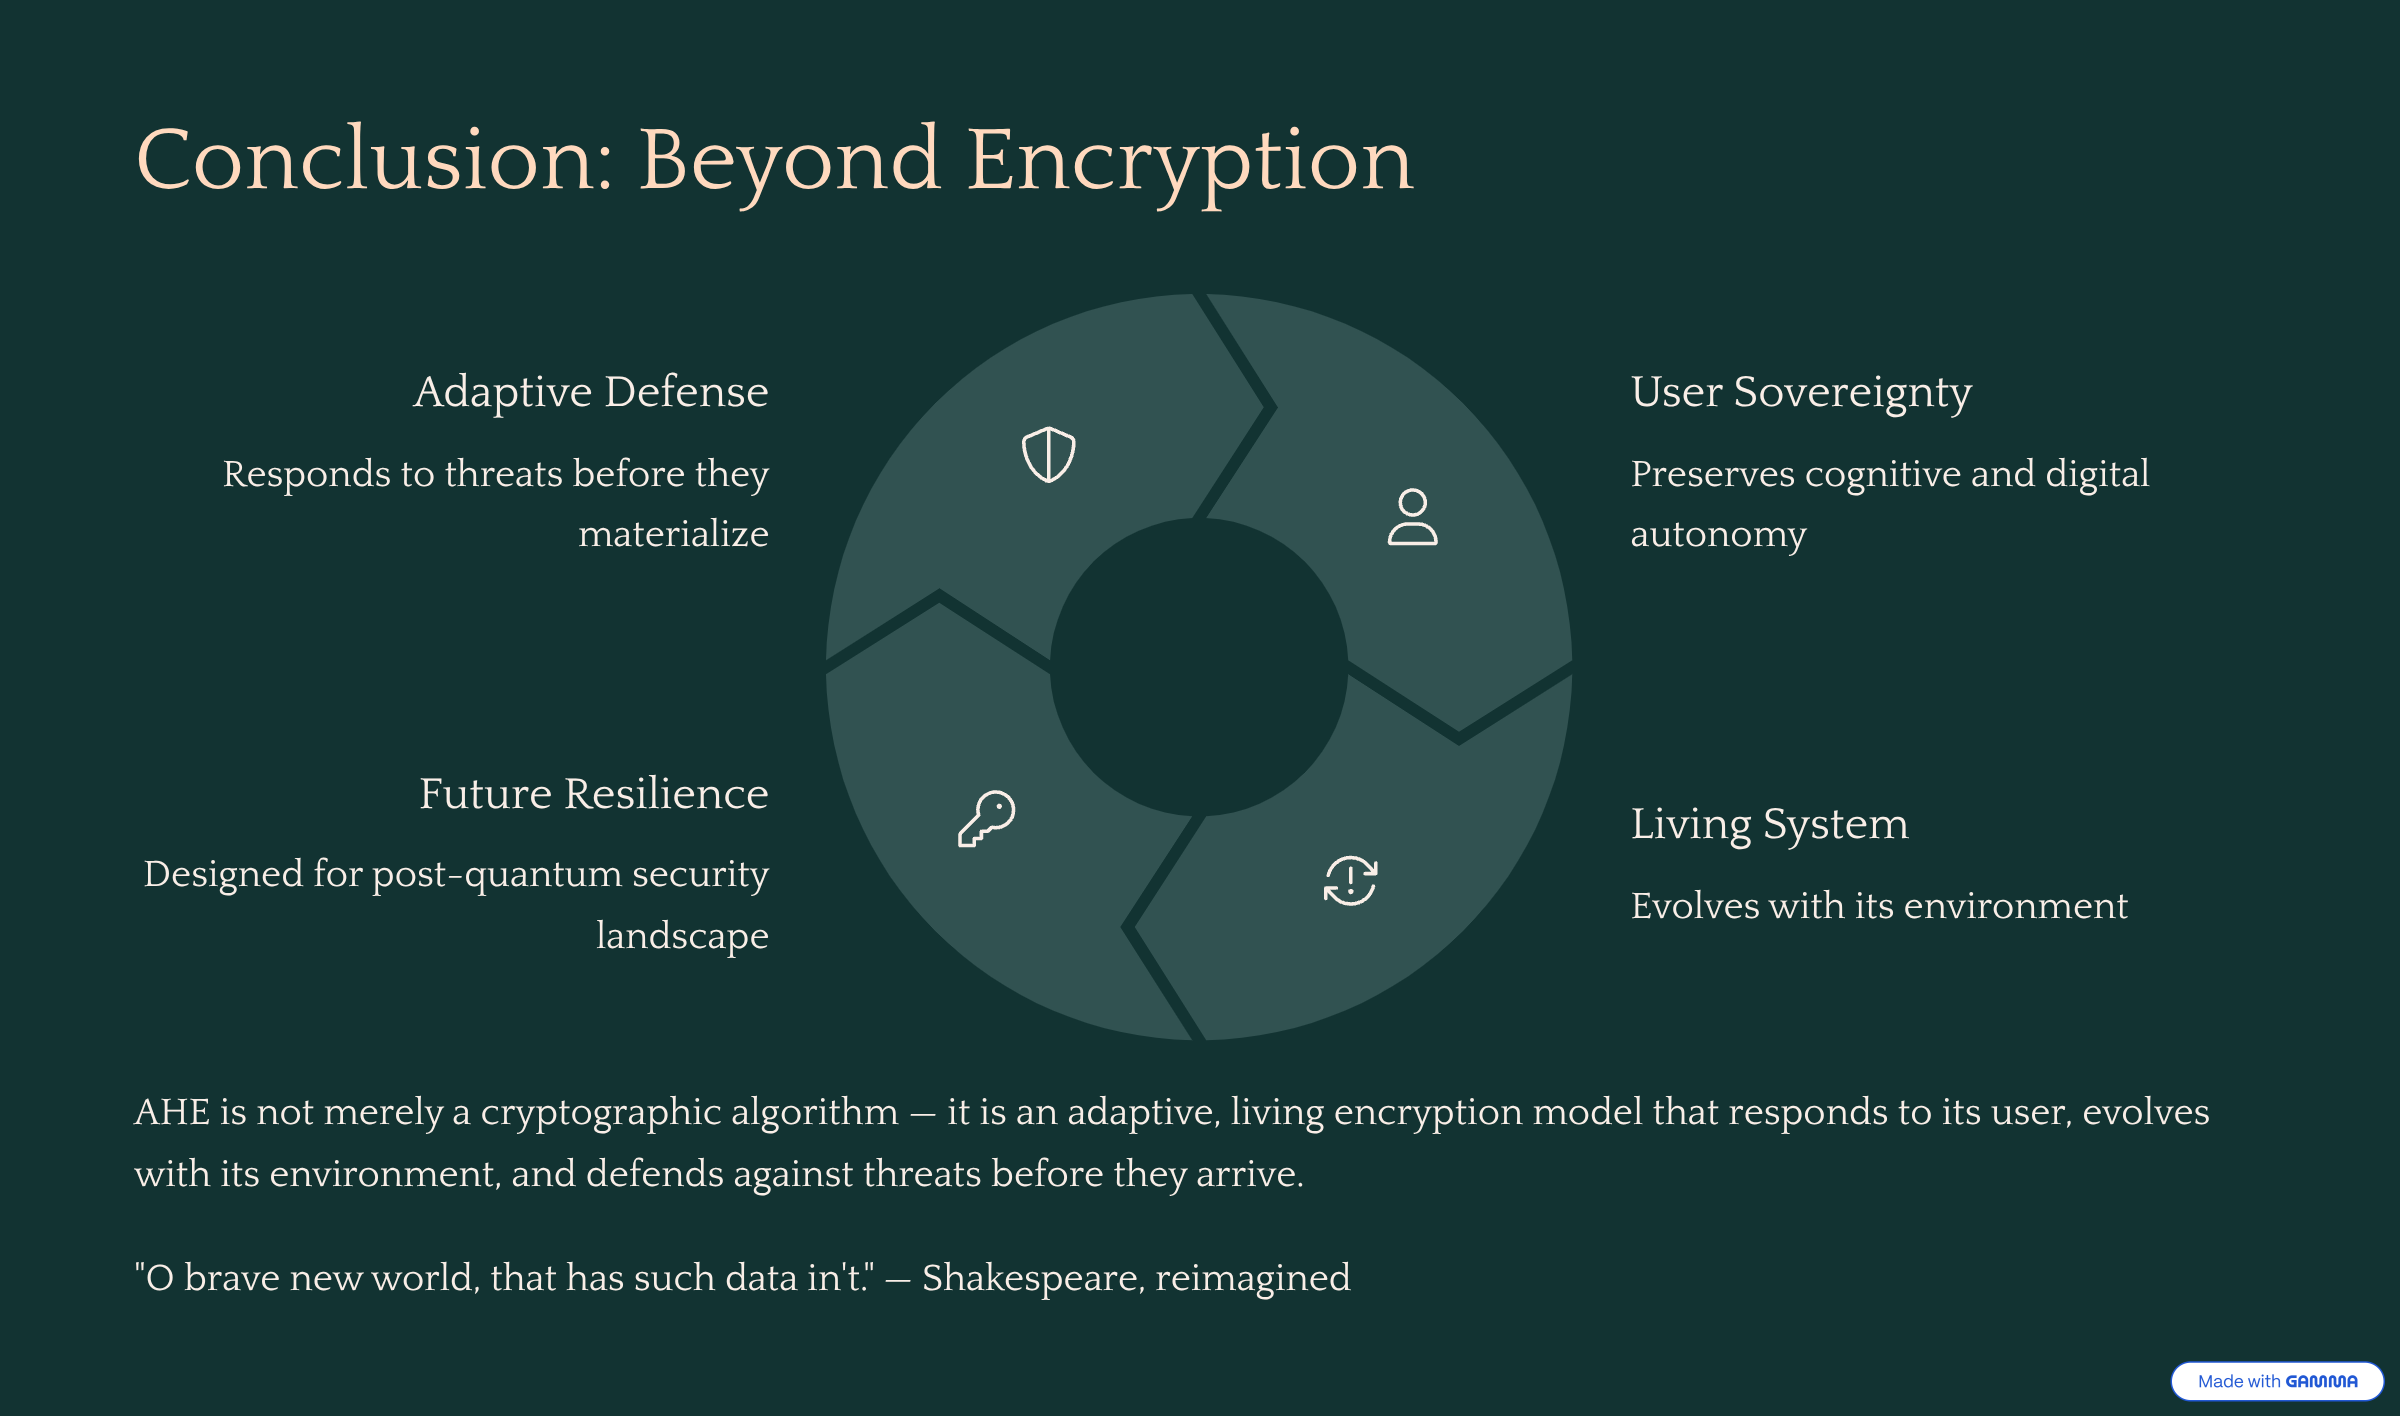 Conclusion: Beyond Encryption
Adaptive Defense
Responds to threats before they
materialize
User Sovereignty
Preserves cognitive and digital
autonomy
Future Resilience
Designed for post-quantum security
landscape
Living System
Evolves with its environment
AHE is not merely a cryptographic algorithm — it is an adaptive, living encryption model that responds to its user, evolves
with its environment, and defends against threats before they arrive.
"O brave new world, that has such data in't." — Shakespeare, reimagined
Made with GAMMA